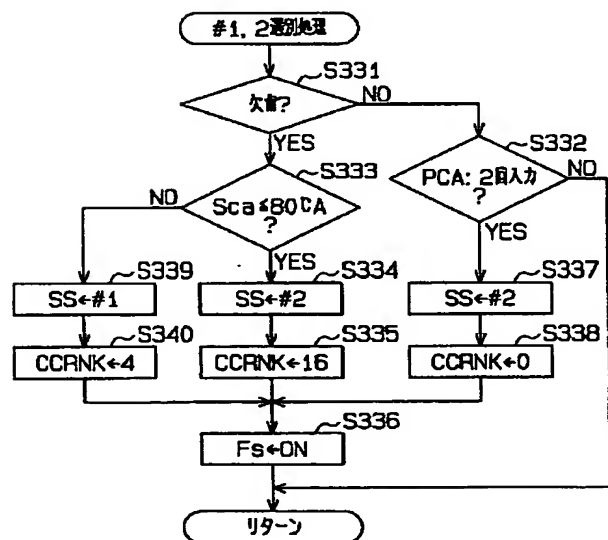 #1, 2選別処理
S331
欠歯?
NO
YES
S332
PCA: 2回入力
?
NO
YES
S333
Sca≦80℃A
?
NO
YES
S339
SS←#1
S334
SS←#2
S337
SS←#2
S340
CCRNK←4
S335
CCRNK←16
S338
CCRNK←0
S336
Fs←ON
リターン